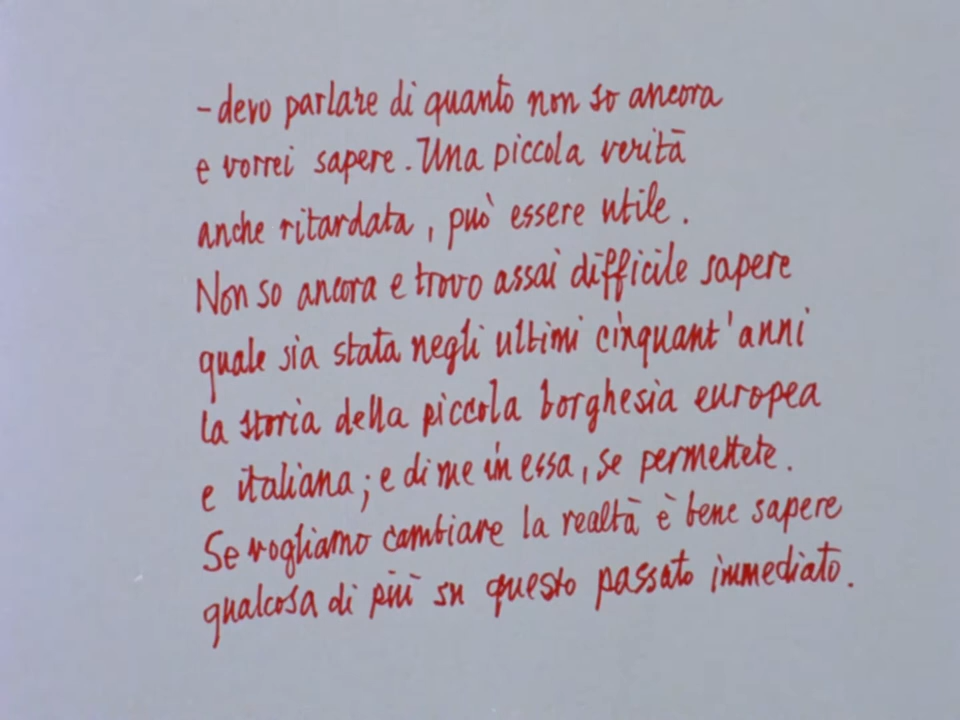 - devo parlare di quanto non so ancora
e vorrei sapere. Una piccola verità
anche ritardata, può essere utile.
Non so ancora e trovo assai difficile sapere
quale sia stata negli ultimi cinquant'anni
la storia della piccola borghesia europea
e italiana; e di me in essa, se permettete.
Se vogliamo cambiare la realtà è bene sapere
qualcosa di più su questo passato immediato.